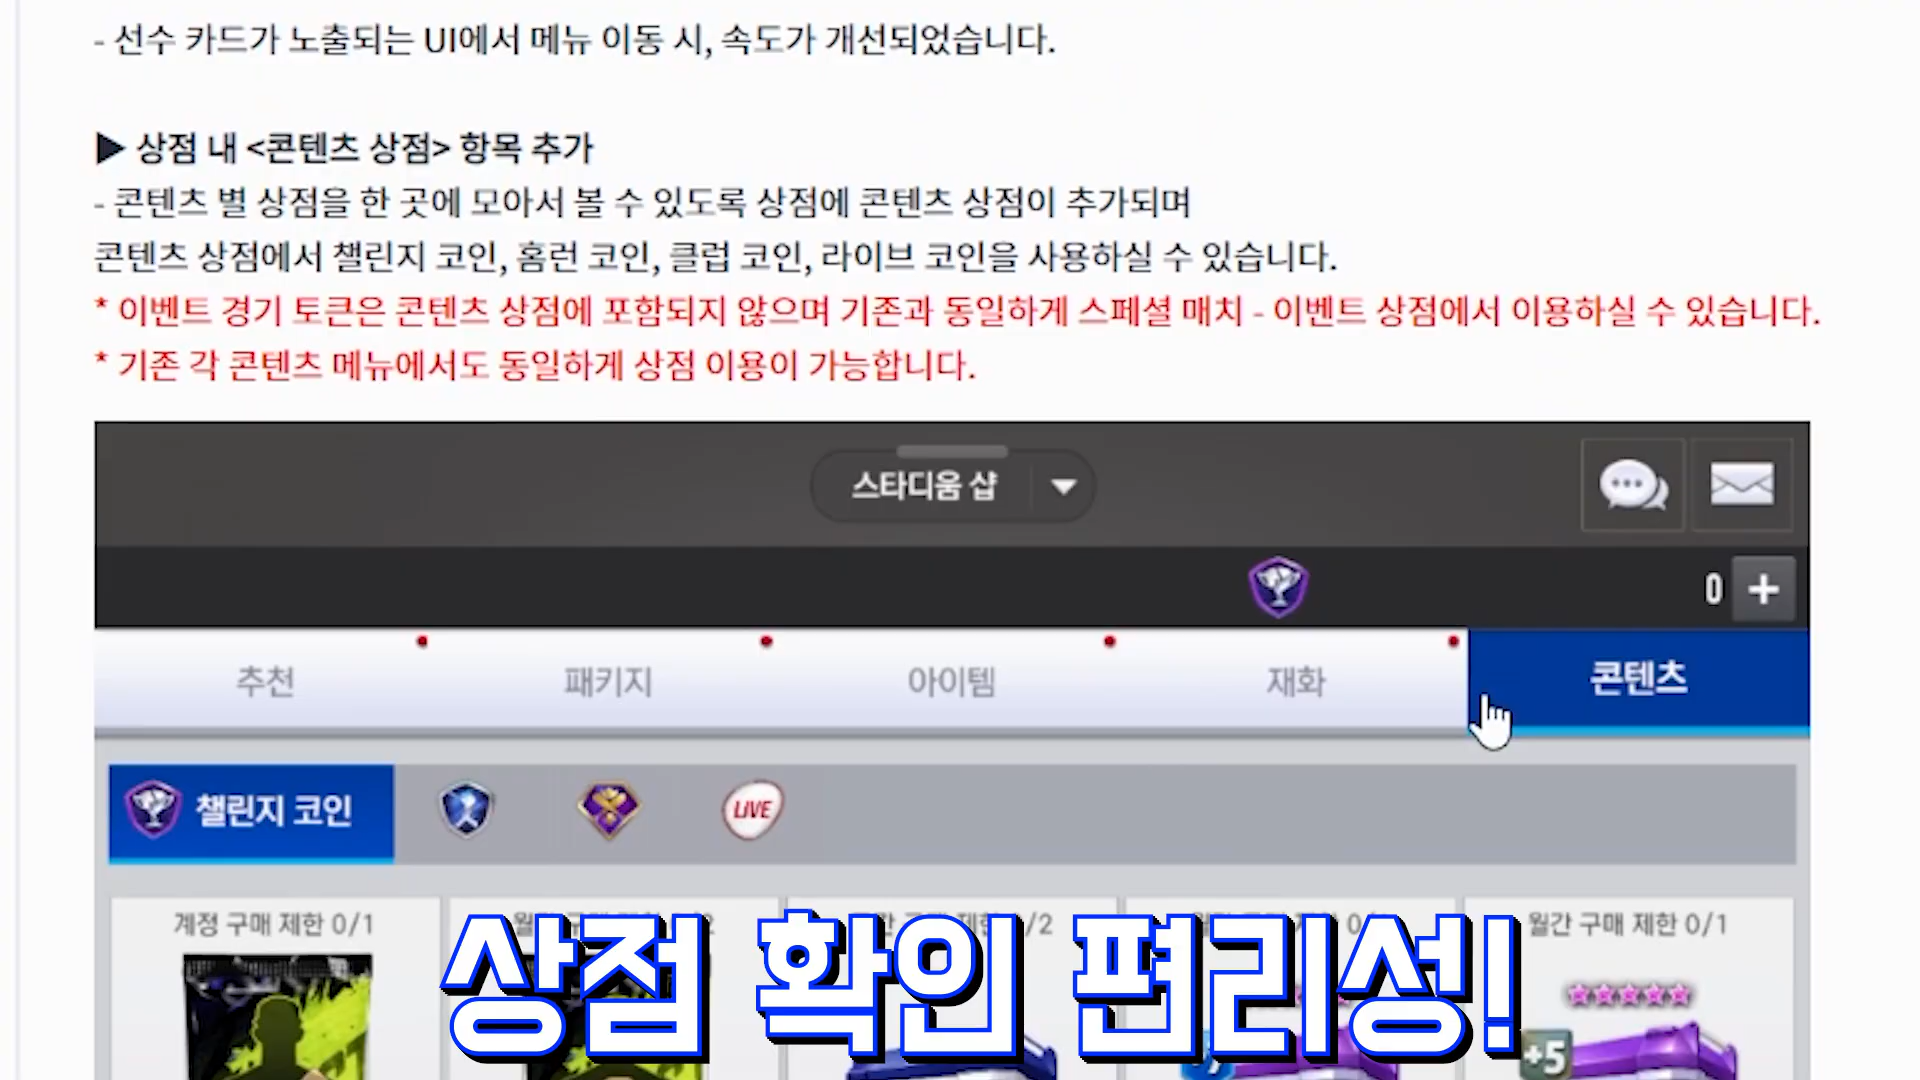 - 선수 카드가 노출되는 UI에서 메뉴 이동 시, 속도가 개선되었습니다.
▶ 상점 내 <콘텐츠 상점> 항목 추가
- 콘텐츠 별 상점을 한 곳에 모아서 볼 수 있도록 상점에 콘텐츠 상점이 추가되며
콘텐츠 상점에서 챌린지 코인, 홈런 코인, 클럽 코인, 라이브 코인을 사용하실 수 있습니다.
* 이벤트 경기 토큰은 콘텐츠 상점에 포함되지 않으며 기존과 동일하게 스페셜 매치 - 이벤트 상점에서 이용하실 수 있습니다.
* 기존 각 콘텐츠 메뉴에서도 동일하게 상점 이용이 가능합니다.
스타디움 샵
0 +
추천 패키지 아이템 재화 콘텐츠
챌린지 코인 LIVE
계정 구매 제한 0/1 월간 구매 제한 0/1
상점 확인 편리성!
+5